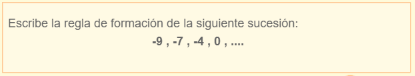 Escribe la regla de formación de la siguiente sucesión:
-9 , -7 , -4 , 0 , ....